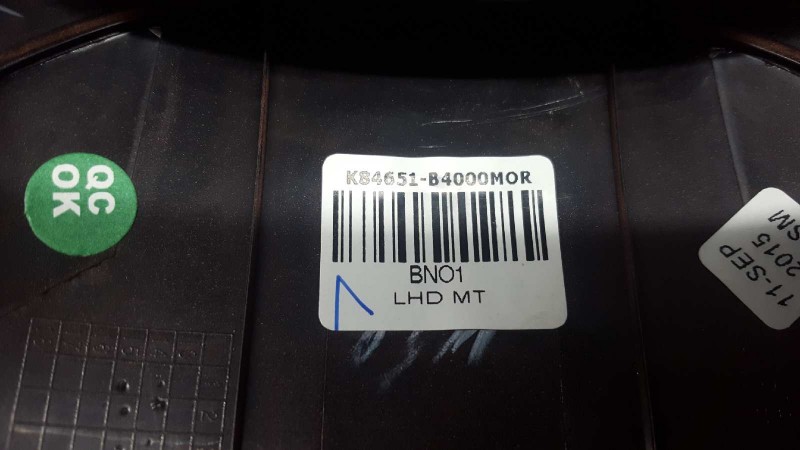 QC
OK
K84651-B4000MOR
BN01
LHD MT
11-SEP
2015
SM